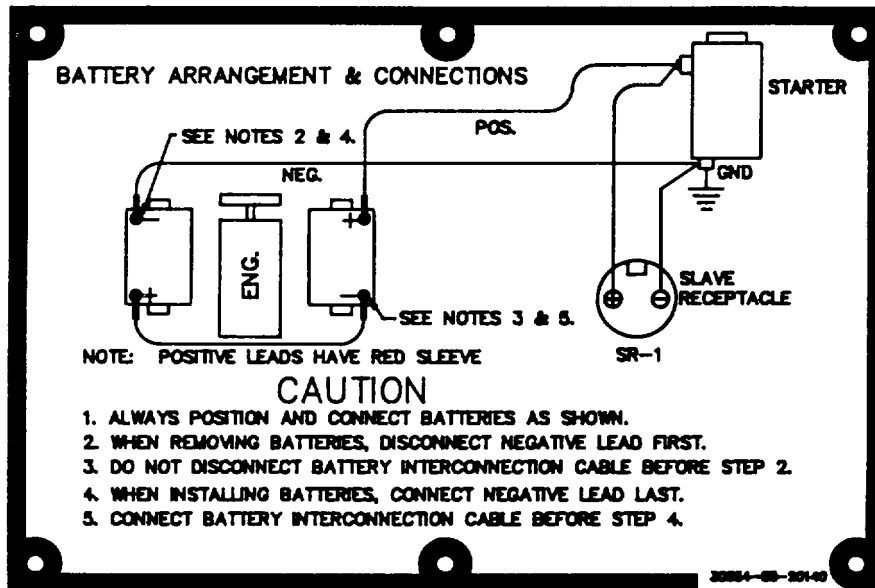 BATTERY ARRANGEMENT & CONNECTIONS
STARTER
POS.
SEE NOTES 2 & 4.
NEG.
GND
ENG.
SLAVE
RECEPTACLE
SEE NOTES 3 & 5.
SR-1
NOTE: POSITIVE LEADS HAVE RED SLEEVE
CAUTION
1. ALWAYS POSITION AND CONNECT BATTERIES AS SHOWN.
2. WHEN REMOVING BATTERIES, DISCONNECT NEGATIVE LEAD FIRST.
3. DO NOT DISCONNECT BATTERY INTERCONNECTION CABLE BEFORE STEP 2.
4. WHEN INSTALLING BATTERIES, CONNECT NEGATIVE LEAD LAST.
5. CONNECT BATTERY INTERCONNECTION CABLE BEFORE STEP 4.